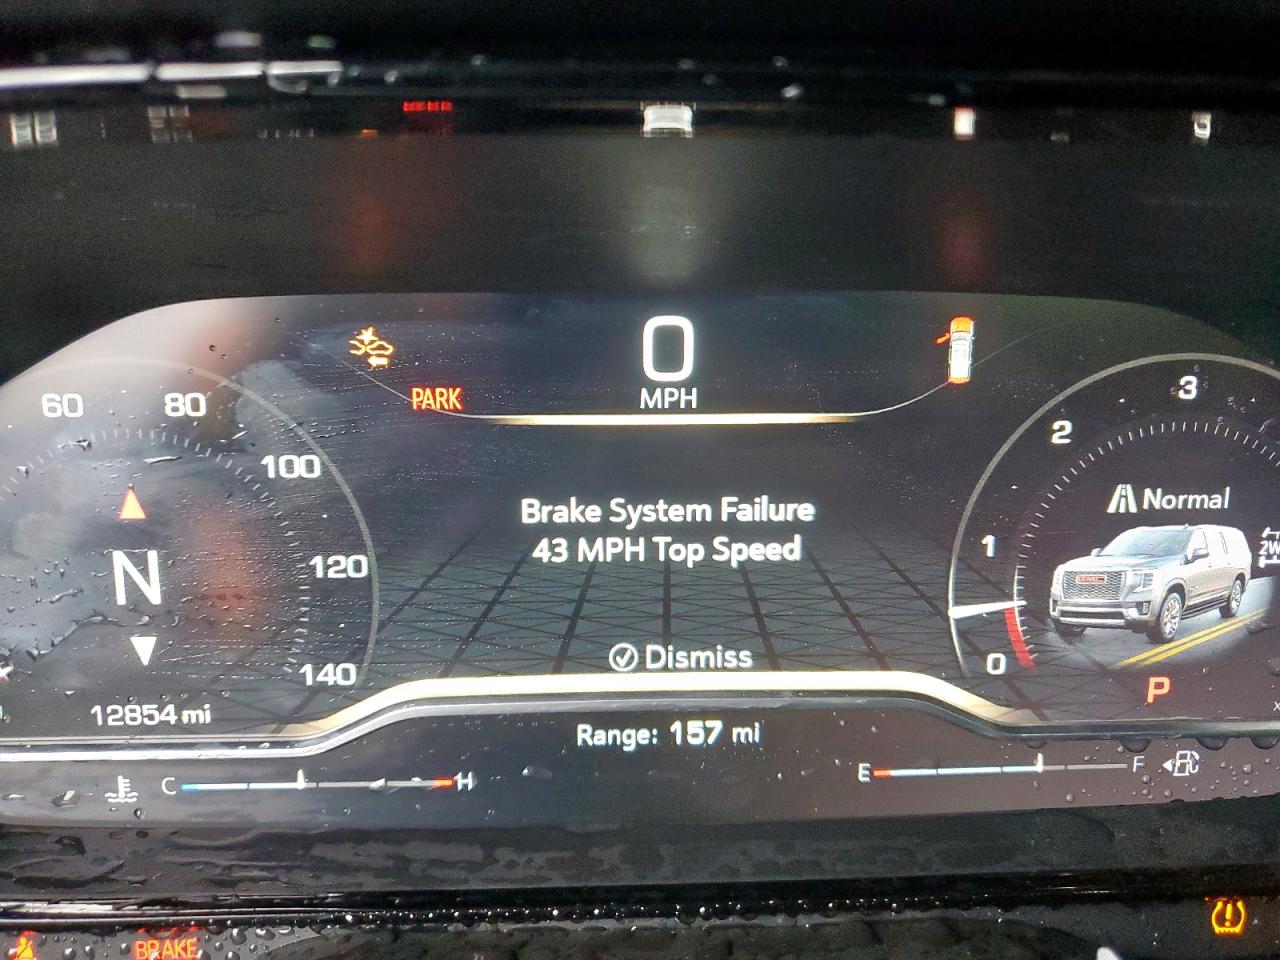 0
MPH
PARK
60
80
100
120
140
N
12854 mi
Brake System Failure
43 MPH Top Speed
Dismiss
3
2
1
0
Normal
GMC
P
Range: 157 mi
C
H
E
F
BRAKE